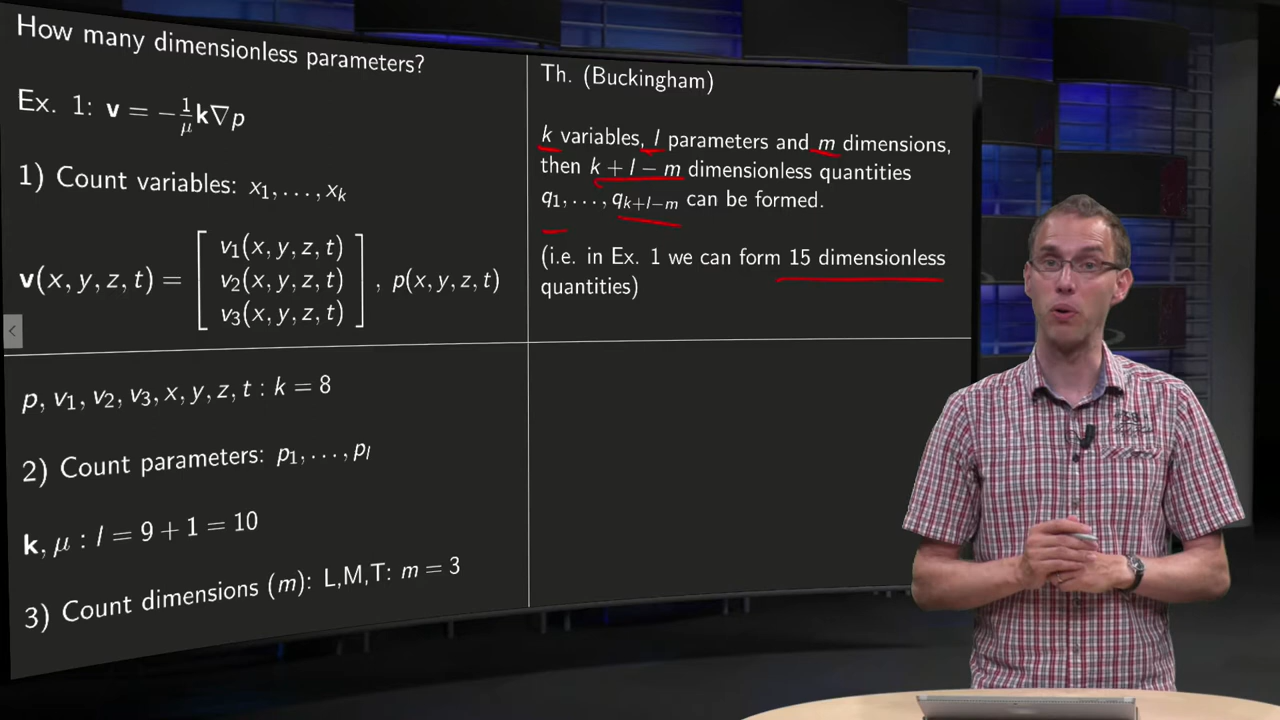 How many dimensionless parameters?
Ex. 1: v = −1/μ k∇p
1) Count variables: x₁, . . . , xₖ
v(x, y, z, t) = [ v₁(x, y, z, t)
v₂(x, y, z, t)
v₃(x, y, z, t) ] , p(x, y, z, t)
p, v₁, v₂, v₃, x, y, z, t : k = 8
2) Count parameters: p₁, . . . , pₗ
k, μ : l = 9 + 1 = 10
3) Count dimensions (m): L,M,T: m = 3
Th. (Buckingham)
k variables, l parameters and m dimensions,
then k + l − m dimensionless quantities
q₁, . . . , qₖ₊ₗ₋ₘ can be formed.
(i.e. in Ex. 1 we can form 15 dimensionless
quantities)